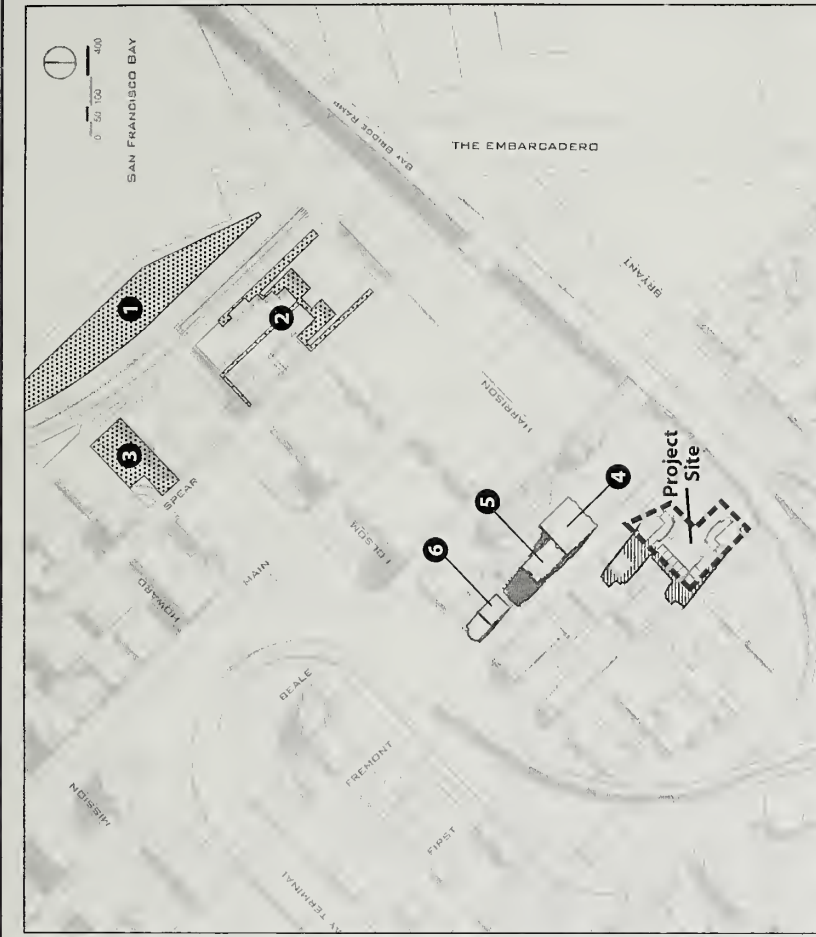 0 50 100 400
SAN FRANCISCO BAY
BAY BRIDGE RAMP
THE EMBARCADERO
BRYANT
1
2
3
SPEAR
HARRISON
FOLSOM
MAIN
HOWARD
4
5
6
Project
Site
BEALE
FREMONT
FIRST
MISSION
AY TERMINAL